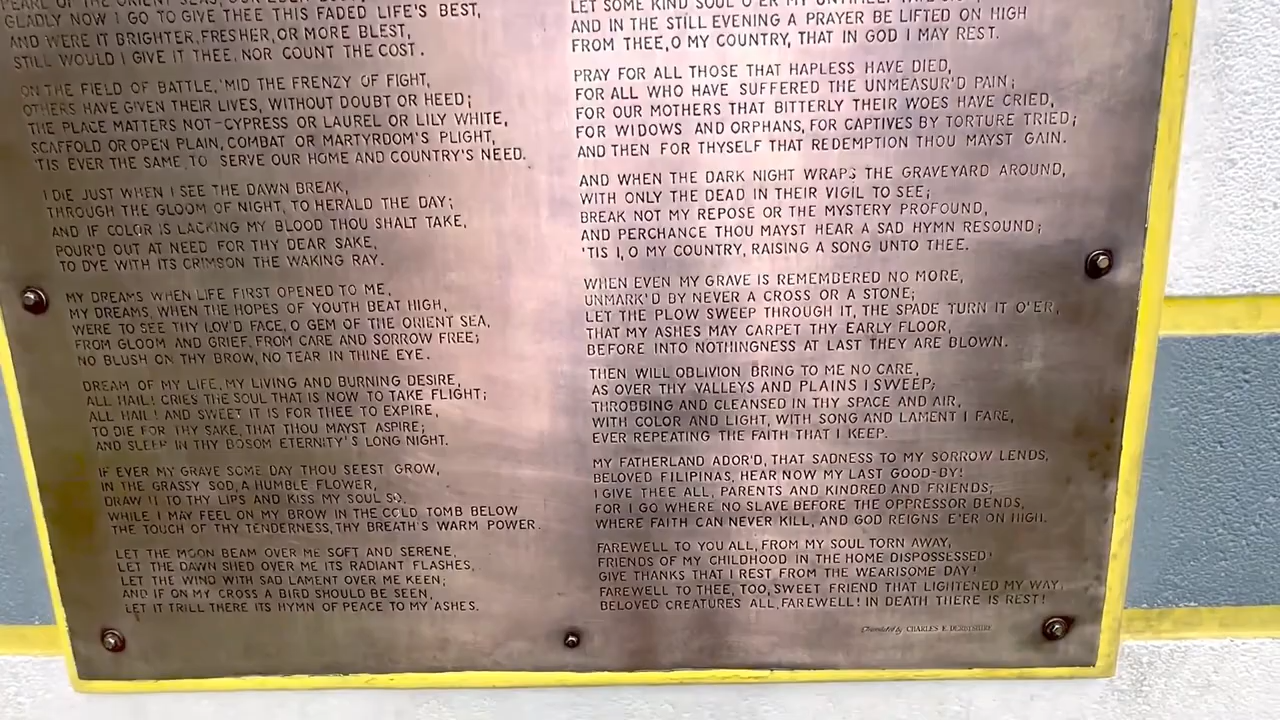 PEARL OF THE ORIENT SEAS, OUR EDEN LOST,
GLADLY NOW I GO TO GIVE THEE THIS FADED LIFE'S BEST,
AND WERE IT BRIGHTER, FRESHER, OR MORE BLEST,
STILL WOULD I GIVE IT THEE, NOR COUNT THE COST.
ON THE FIELD OF BATTLE, 'MID THE FRENZY OF FIGHT,
OTHERS HAVE GIVEN THEIR LIVES, WITHOUT DOUBT OR HEED;
THE PLACE MATTERS NOT-CYPRESS OR LAUREL OR LILY WHITE,
SCAFFOLD OR OPEN PLAIN, COMBAT OR MARTYRDOM'S PLIGHT,
'TIS EVER THE SAME, TO SERVE OUR HOME AND COUNTRY'S NEED.
I DIE JUST WHEN I SEE THE DAWN BREAK,
THROUGH THE GLOOM OF NIGHT, TO HERALD THE DAY;
AND IF COLOR IS LACKING MY BLOOD THOU SHALT TAKE,
POUR'D OUT AT NEED FOR THY DEAR SAKE,
TO DYE WITH ITS CRIMSON THE WAKING RAY.
MY DREAMS WHEN LIFE FIRST OPENED TO ME,
MY DREAMS, WHEN THE HOPES OF YOUTH BEAT HIGH,
WERE TO SEE THY LOV'D FACE, O GEM OF THE ORIENT SEA,
FROM GLOOM AND GRIEF, FROM CARE AND SORROW FREE;
NO BLUSH ON THY BROW, NO TEAR IN THINE EYE.
DREAM OF MY LIFE, MY LIVING AND BURNING DESIRE,
ALL HAIL! CRIES THE SOUL THAT IS NOW TO TAKE FLIGHT;
ALL HAIL! AND SWEET IT IS FOR THEE TO EXPIRE,
TO DIE FOR THY SAKE, THAT THOU MAYST ASPIRE;
AND SLEEP IN THY BOSOM ETERNITY'S LONG NIGHT.
IF EVER MY GRAVE SOME DAY THOU SEEST GROW,
IN THE GRASSY SOD, A HUMBLE FLOWER,
DRAW IT TO THY LIPS AND KISS MY SOUL SO,
WHILE I MAY FEEL ON MY BROW IN THE COLD TOMB BELOW
THE TOUCH OF THY TENDERNESS, THY BREATH'S WARM POWER.
LET THE MOON BEAM OVER ME SOFT AND SERENE,
LET THE DAWN SHED OVER ME ITS RADIANT FLASHES,
LET THE WIND WITH SAD LAMENT OVER ME KEEN;
AND IF ON MY CROSS A BIRD SHOULD BE SEEN,
LET IT TRILL THERE ITS HYMN OF PEACE TO MY ASHES.
LET SOME KIND SOUL O'ER MY UNTIMELY
AND IN THE STILL EVENING A PRAYER BE LIFTED ON HIGH
FROM THEE, O MY COUNTRY, THAT IN GOD I MAY REST.
PRAY FOR ALL THOSE THAT HAPLESS HAVE DIED,
FOR ALL WHO HAVE SUFFERED THE UNMEASUR'D PAIN;
FOR OUR MOTHERS THAT BITTERLY THEIR WOES HAVE CRIED,
FOR WIDOWS AND ORPHANS, FOR CAPTIVES BY TORTURE TRIED;
AND THEN FOR THYSELF THAT REDEMPTION THOU MAYST GAIN.
AND WHEN THE DARK NIGHT WRAPS THE GRAVEYARD AROUND,
WITH ONLY THE DEAD IN THEIR VIGIL TO SEE;
BREAK NOT MY REPOSE OR THE MYSTERY PROFOUND,
AND PERCHANCE THOU MAYST HEAR A SAD HYMN RESOUND;
'TIS I, O MY COUNTRY, RAISING A SONG UNTO THEE.
WHEN EVEN MY GRAVE IS REMEMBERED NO MORE,
UNMARK'D BY NEVER A CROSS OR A STONE;
LET THE PLOW SWEEP THROUGH IT, THE SPADE TURN IT O'ER,
THAT MY ASHES MAY CARPET THY EARLY FLOOR,
BEFORE INTO NOTHINGNESS AT LAST THEY ARE BLOWN.
THEN WILL OBLIVION BRING TO ME NO CARE,
AS OVER THY VALLEYS AND PLAINS I SWEEP;
THROBBING AND CLEANSED IN THY SPACE AND AIR,
WITH COLOR AND LIGHT, WITH SONG AND LAMENT I FARE,
EVER REPEATING THE FAITH THAT I KEEP.
MY FATHERLAND ADOR'D, THAT SADNESS TO MY SORROW LENDS,
BELOVED FILIPINAS, HEAR NOW MY LAST GOOD-BY!
I GIVE THEE ALL, PARENTS AND KINDRED AND FRIENDS;
FOR I GO WHERE NO SLAVE BEFORE THE OPPRESSOR BENDS,
WHERE FAITH CAN NEVER KILL, AND GOD REIGNS E'ER ON HIGH.
FAREWELL TO YOU ALL, FROM MY SOUL TORN AWAY,
FRIENDS OF MY CHILDHOOD IN THE HOME DISPOSSESSED!
GIVE THANKS THAT I REST FROM THE WEARISOME DAY!
FAREWELL TO THEE, TOO, SWEET FRIEND THAT LIGHTENED MY WAY,
BELOVED CREATURES ALL, FAREWELL! IN DEATH THERE IS REST!
Translated by CHARLES E. DERBYSHIRE